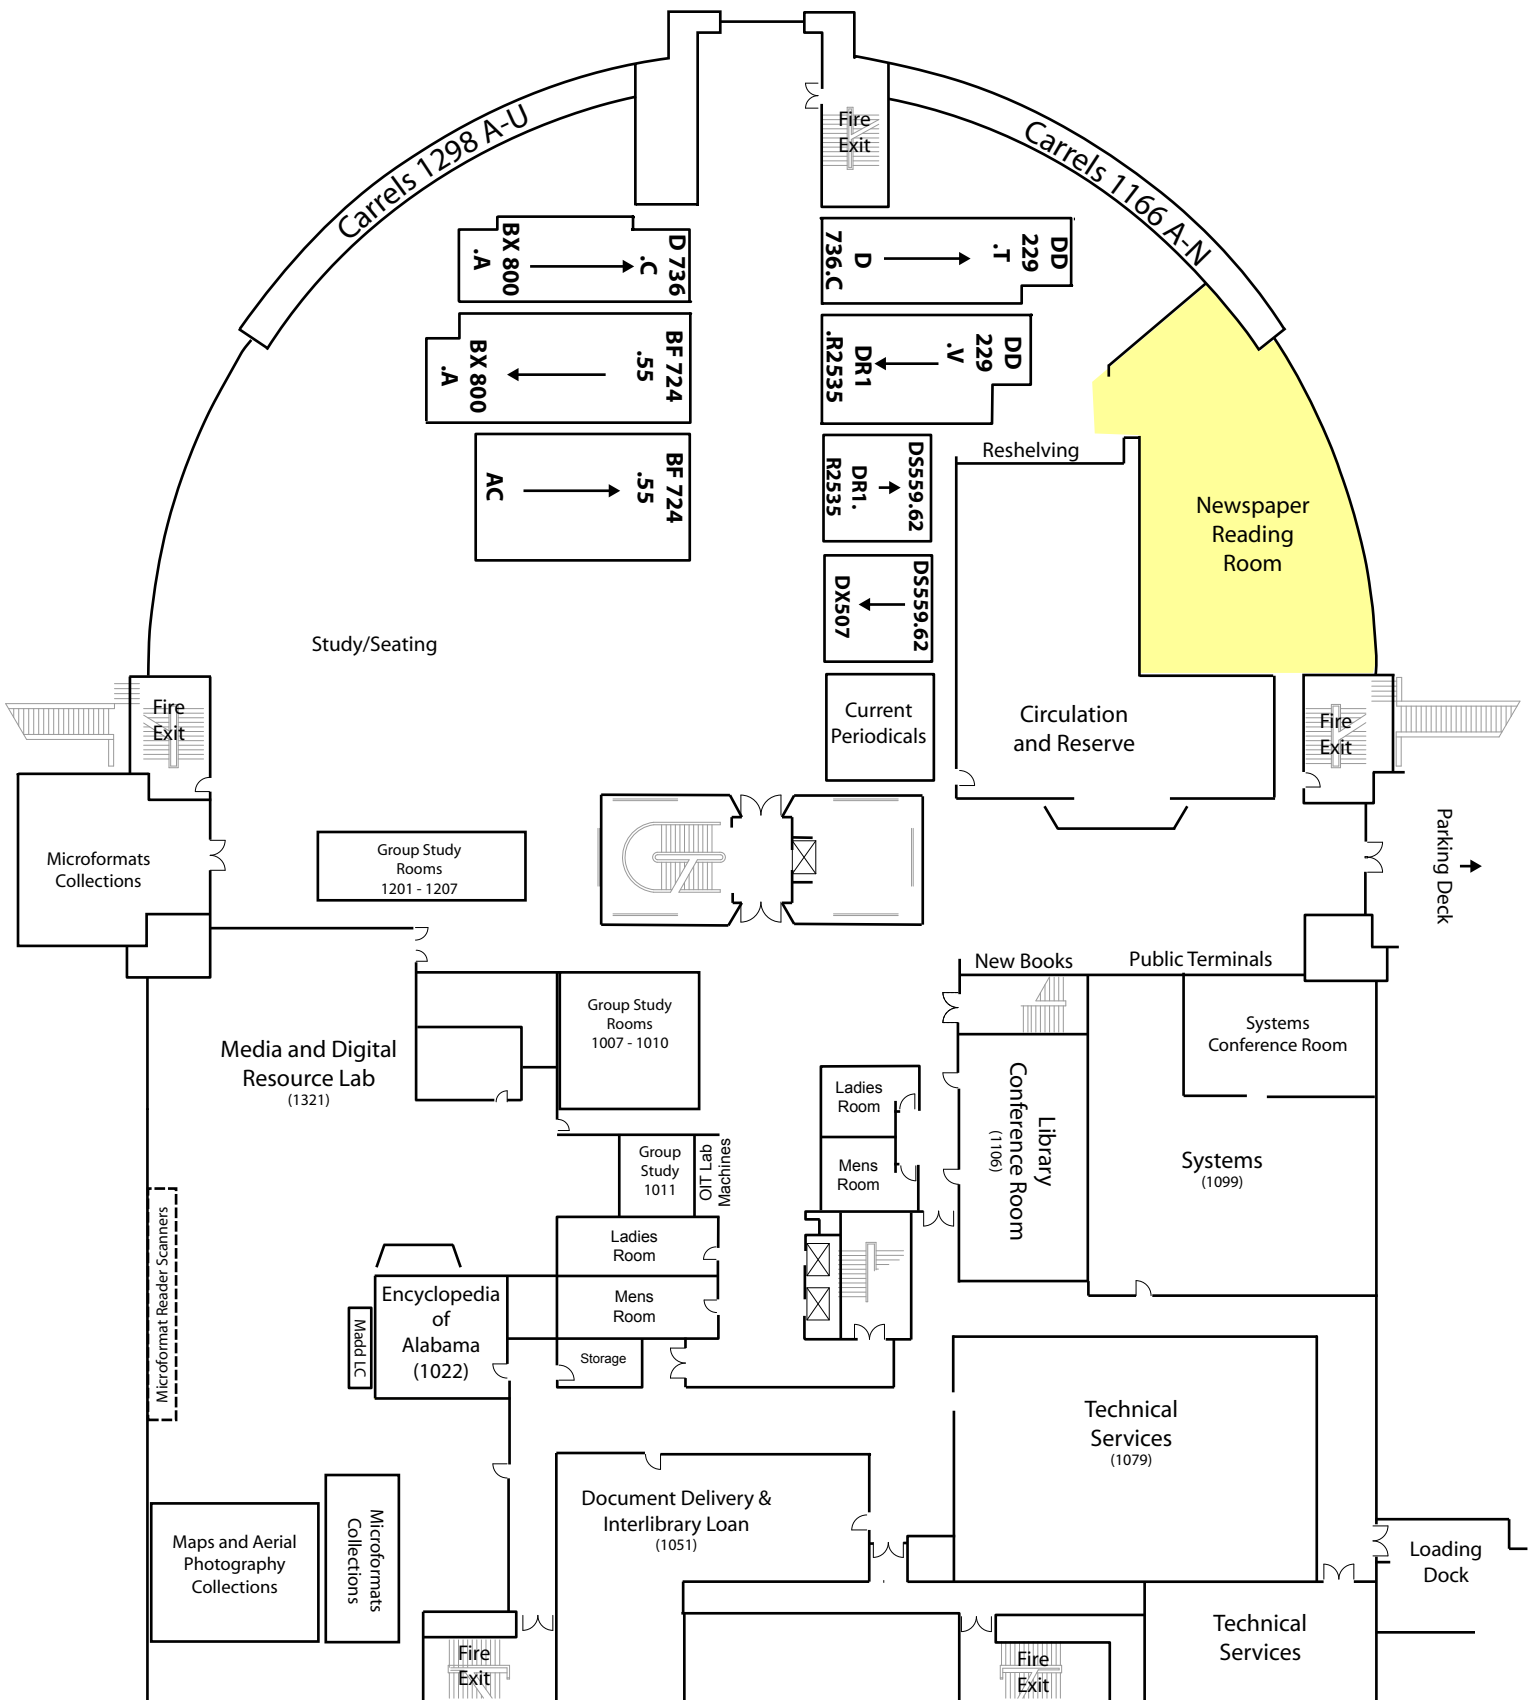 Carrels 1298 A-U
Fire
Exit
Carrels 1166 A-N
BX 800
.A
D 736
.C
D
736.C
DD
229
.T
BF 724
.55
BX 800
.A
DD
229
.V
DR1
.R2535
AC
BF 724
.55
DR1.
R2535
DS559.62
Reshelving
Newspaper
Reading
Room
DS559.62
DX507
Study/Seating
Fire
Exit
Current
Periodicals
Circulation
and Reserve
Fire
Exit
Microformats
Collections
Group Study
Rooms
1201 - 1207
Parking Deck
New Books
Public Terminals
Group Study
Rooms
1007 - 1010
Systems
Conference Room
Media and Digital
Resource Lab
(1321)
Ladies
Room
Library
Conference Room
(1106)
Mens
Room
Systems
(1099)
Group
Study
1011
OIT Lab
Machines
Microformat Reader Scanners
Ladies
Room
Encyclopedia
of
Alabama
(1022)
Mens
Room
Madd LC
Storage
Technical
Services
(1079)
Document Delivery &
Interlibrary Loan
(1051)
Maps and Aerial
Photography
Collections
Microformats
Collections
Loading
Dock
Fire
Exit
Fire
Exit
Technical
Services